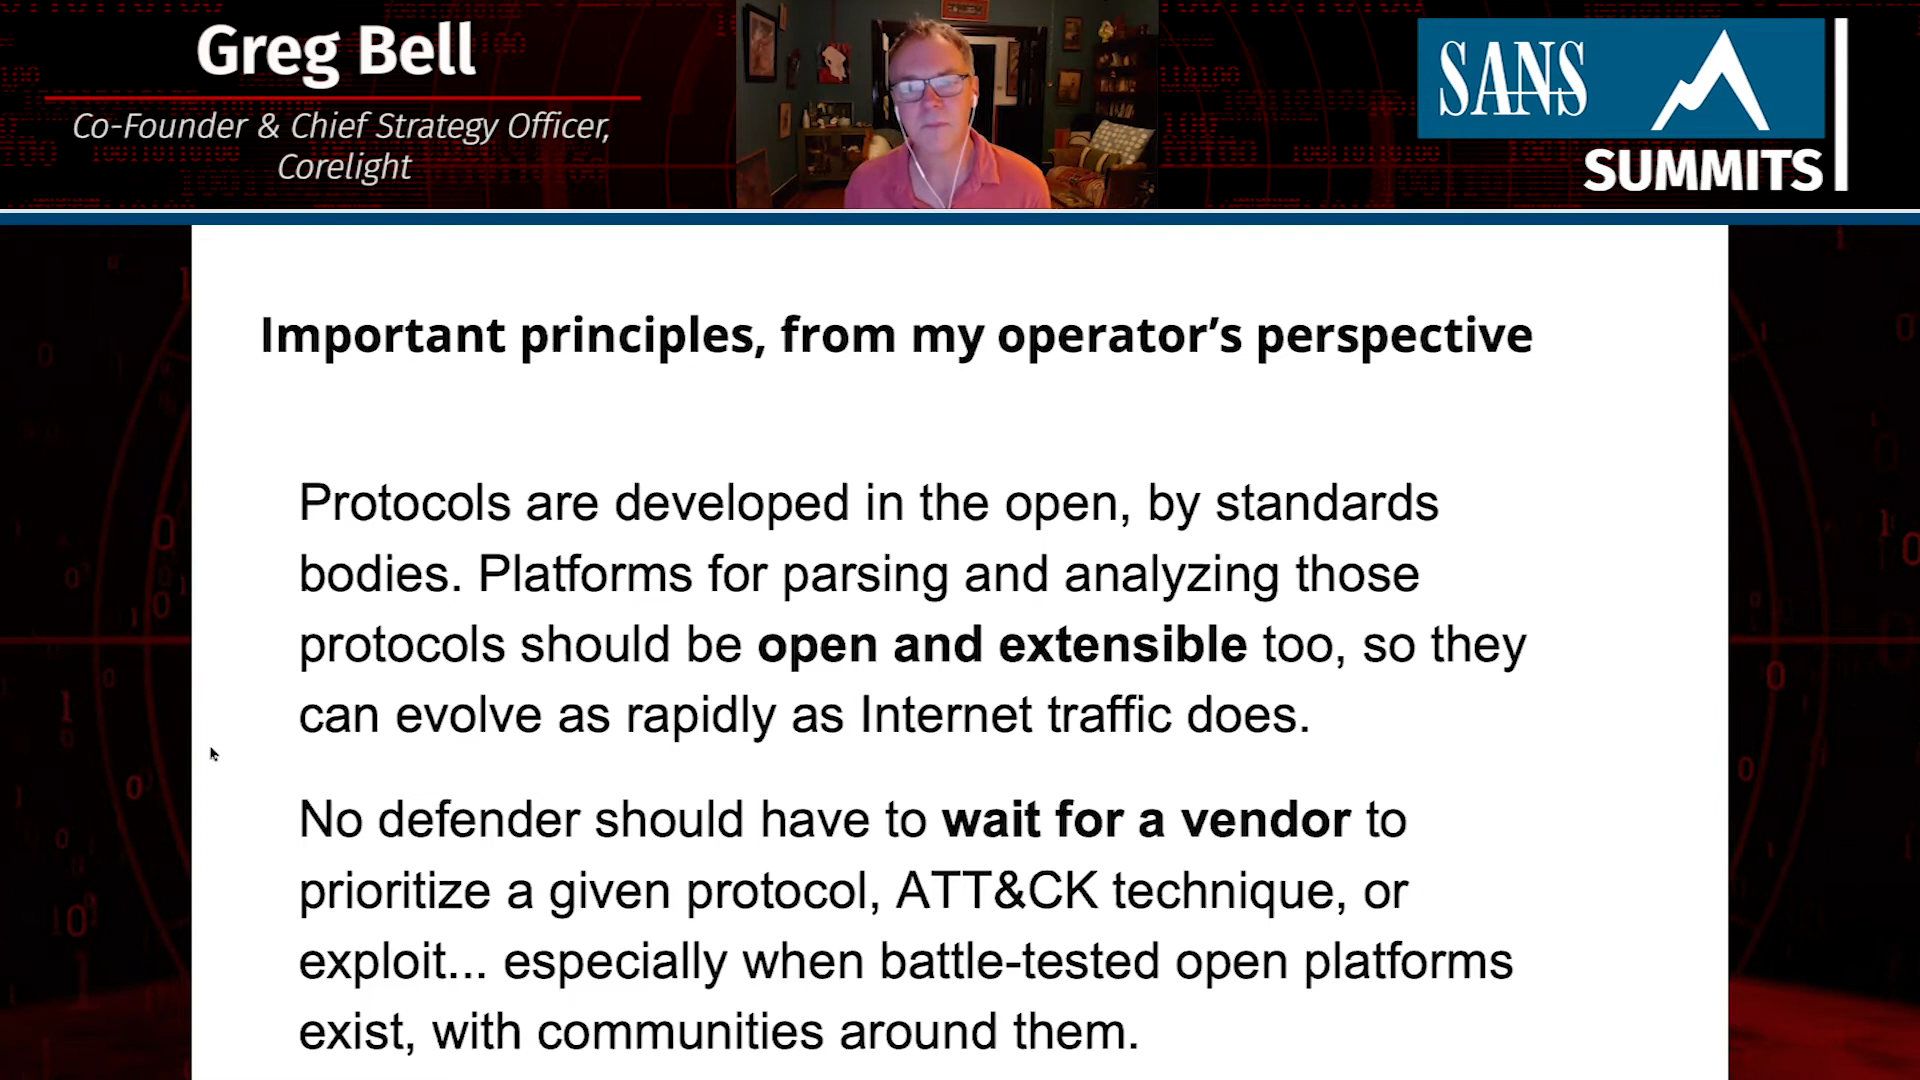 Greg Bell
Co-Founder & Chief Strategy Officer,
Corelight
SANS
SUMMITS
Important principles, from my operator’s perspective
Protocols are developed in the open, by standards
bodies. Platforms for parsing and analyzing those
protocols should be open and extensible too, so they
can evolve as rapidly as Internet traffic does.
No defender should have to wait for a vendor to
prioritize a given protocol, ATT&CK technique, or
exploit... especially when battle-tested open platforms
exist, with communities around them.